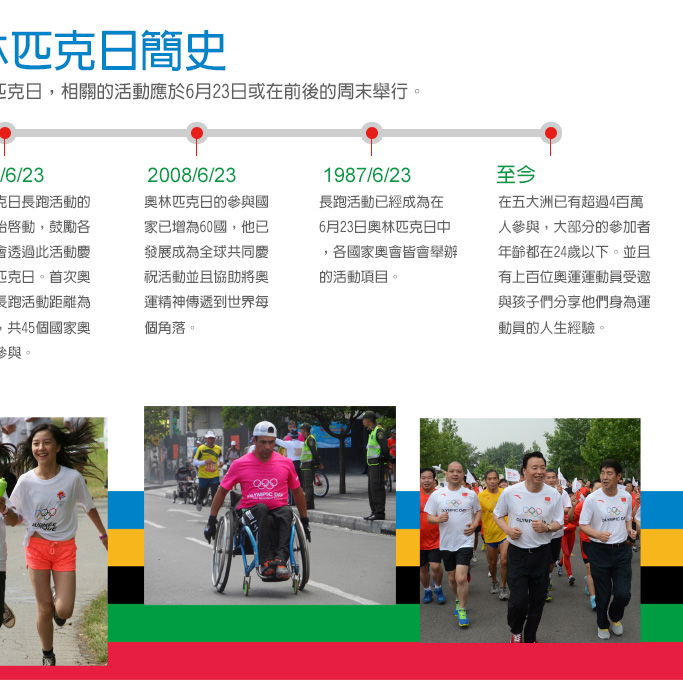 林匹克日簡史
匹克日，相關的活動應於6月23日或在前後的周末舉行。
/6/23
克日長跑活動的
始啓動，鼓勵各
會透過此活動慶
匹克日。首次奧
長跑活動距離為
，共45個國家奧
參與。
2008/6/23
奧林匹克日的參與國
家已增為60國，他已
發展成為全球共同慶
祝活動並且協助將奧
運精神傳遞到世界每
個角落。
1987/6/23
長跑活動已經成為在
6月23日奧林匹克日中
，各國家奧會皆會舉辦
的活動項目。
至今
在五大洲已有超過4百萬
人參與，大部分的參加者
年齡都在24歲以下。並且
有上百位奧運運動員受邀
與孩子們分享他們身為運
動員的人生經驗。
OLYMPIC DAY